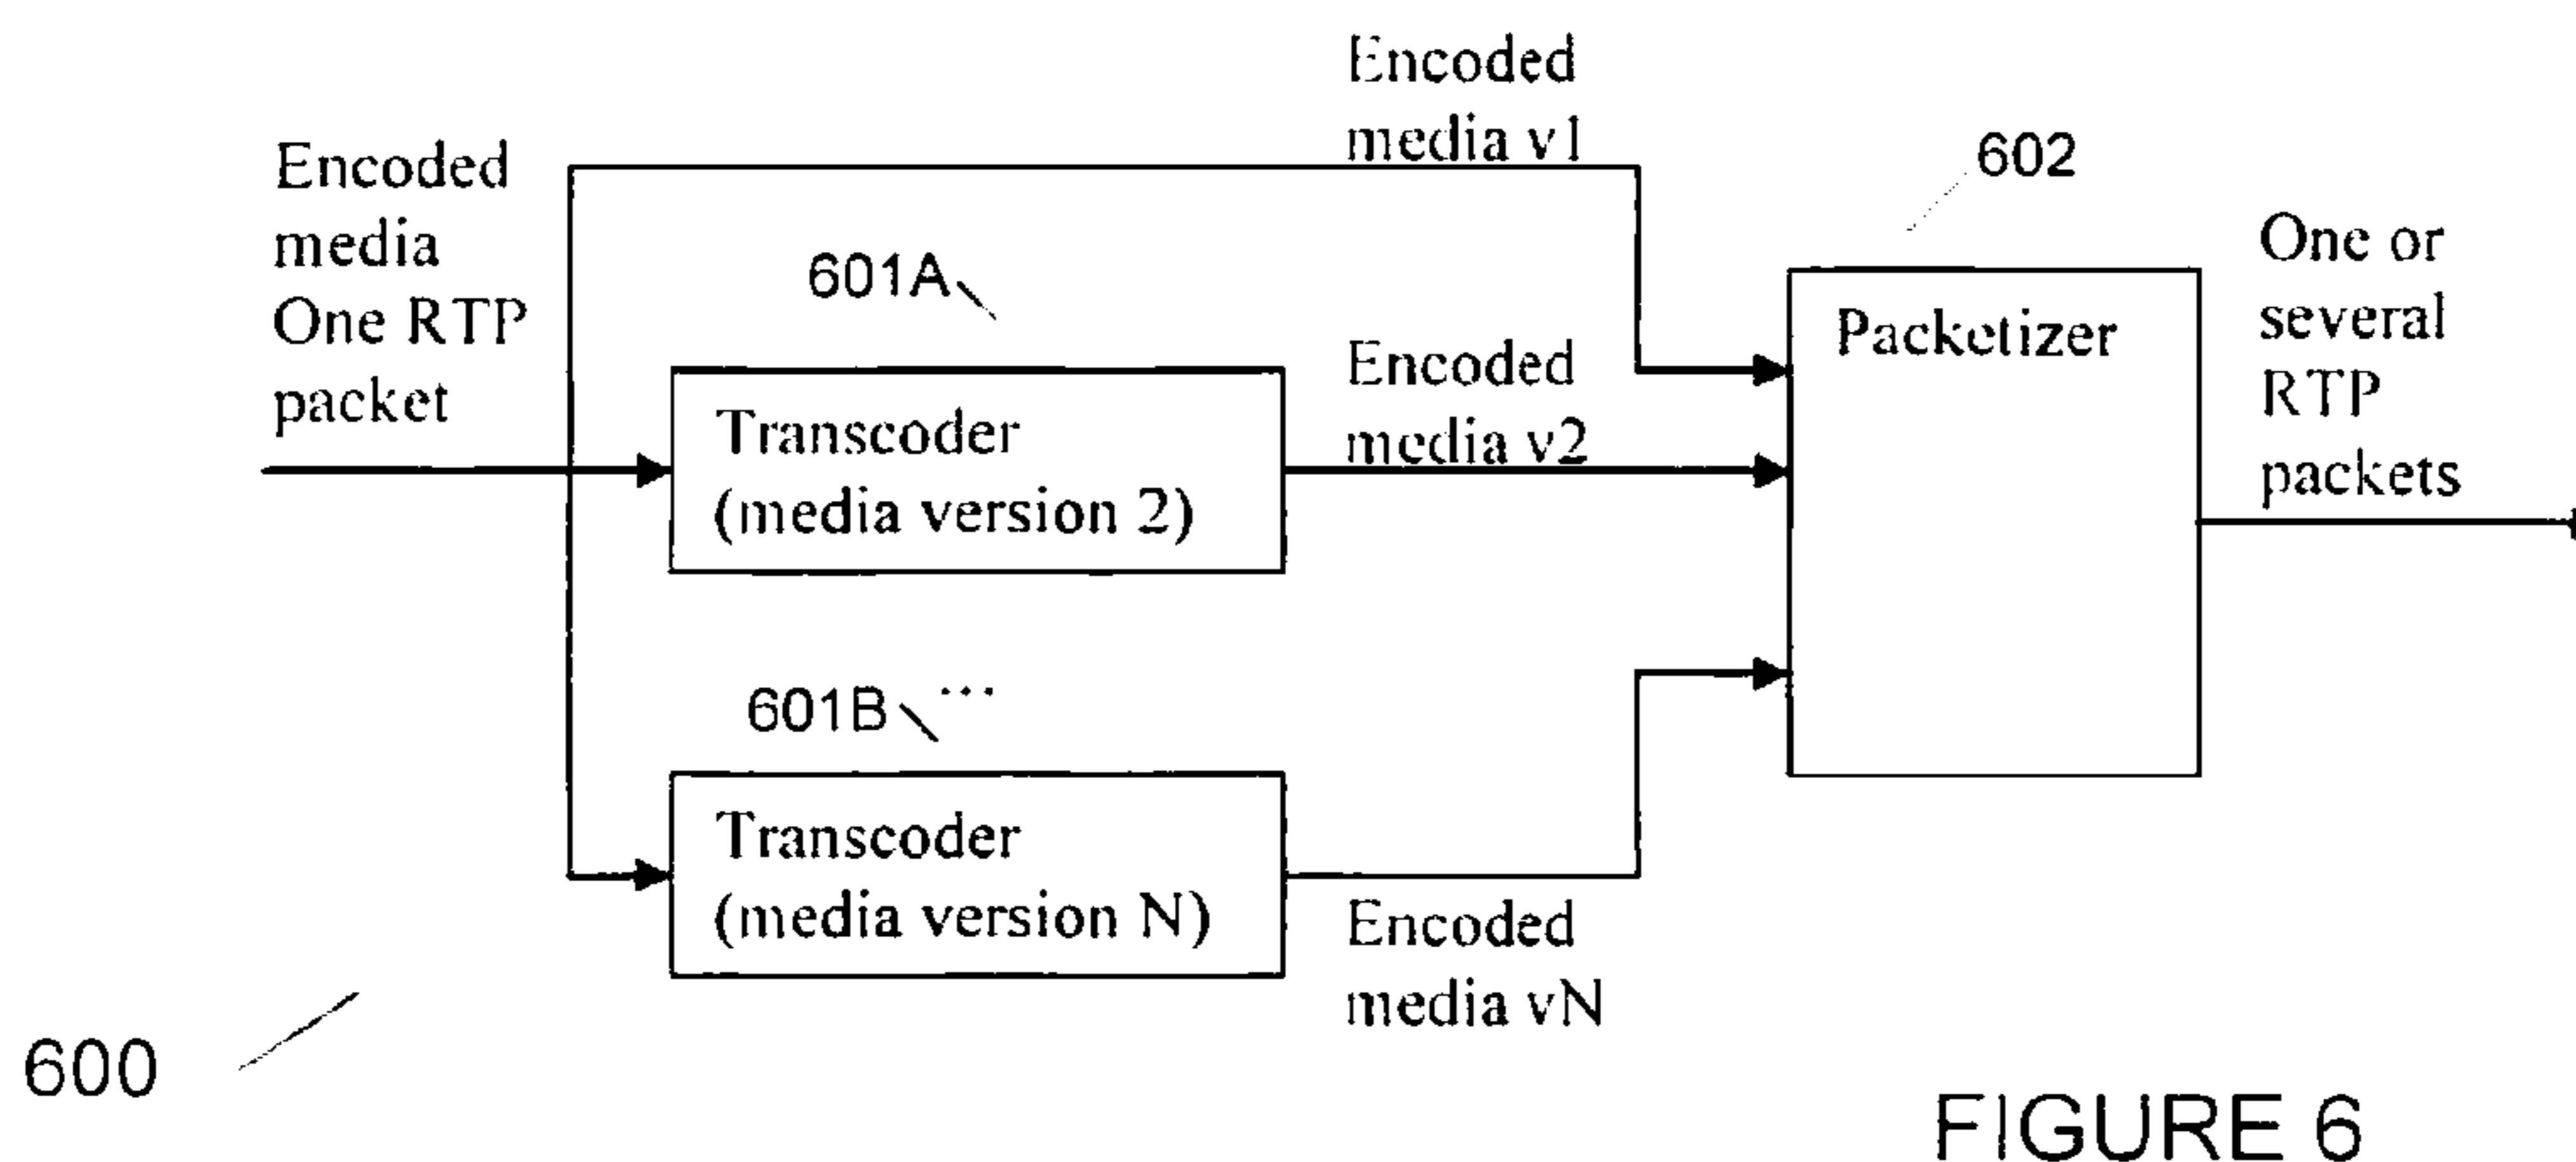 Encoded
media v1
602
Encoded
media
One RTP
packet
One or
several
RTP
packets
601A
Packetizer
Encoded
media v2
Transcoder
(media version 2)
601B ...
Transcoder
(media version N)
Encoded
media vN
600
FIGURE 6